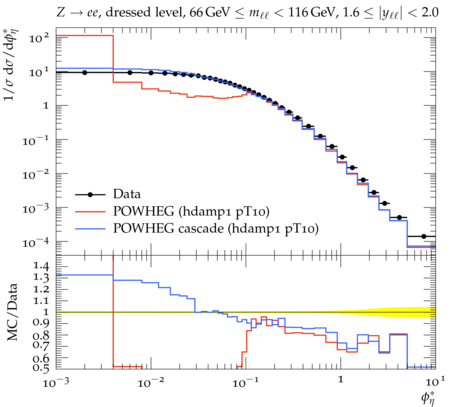 Z → ee, dressed level, 66 GeV ≤ mℓℓ < 116 GeV, 1.6 ≤ |yℓℓ| < 2.0
1/σ dσ/dφ*η
10²
10¹
1
10⁻¹
10⁻²
10⁻³
10⁻⁴
Data
POWHEG (hdamp1 pT10)
POWHEG cascade (hdamp1 pT10)
MC/Data
1.4
1.3
1.2
1.1
1
0.9
0.8
0.7
0.6
0.5
10⁻³ 10⁻² 10⁻¹ 1 10¹
φ*η